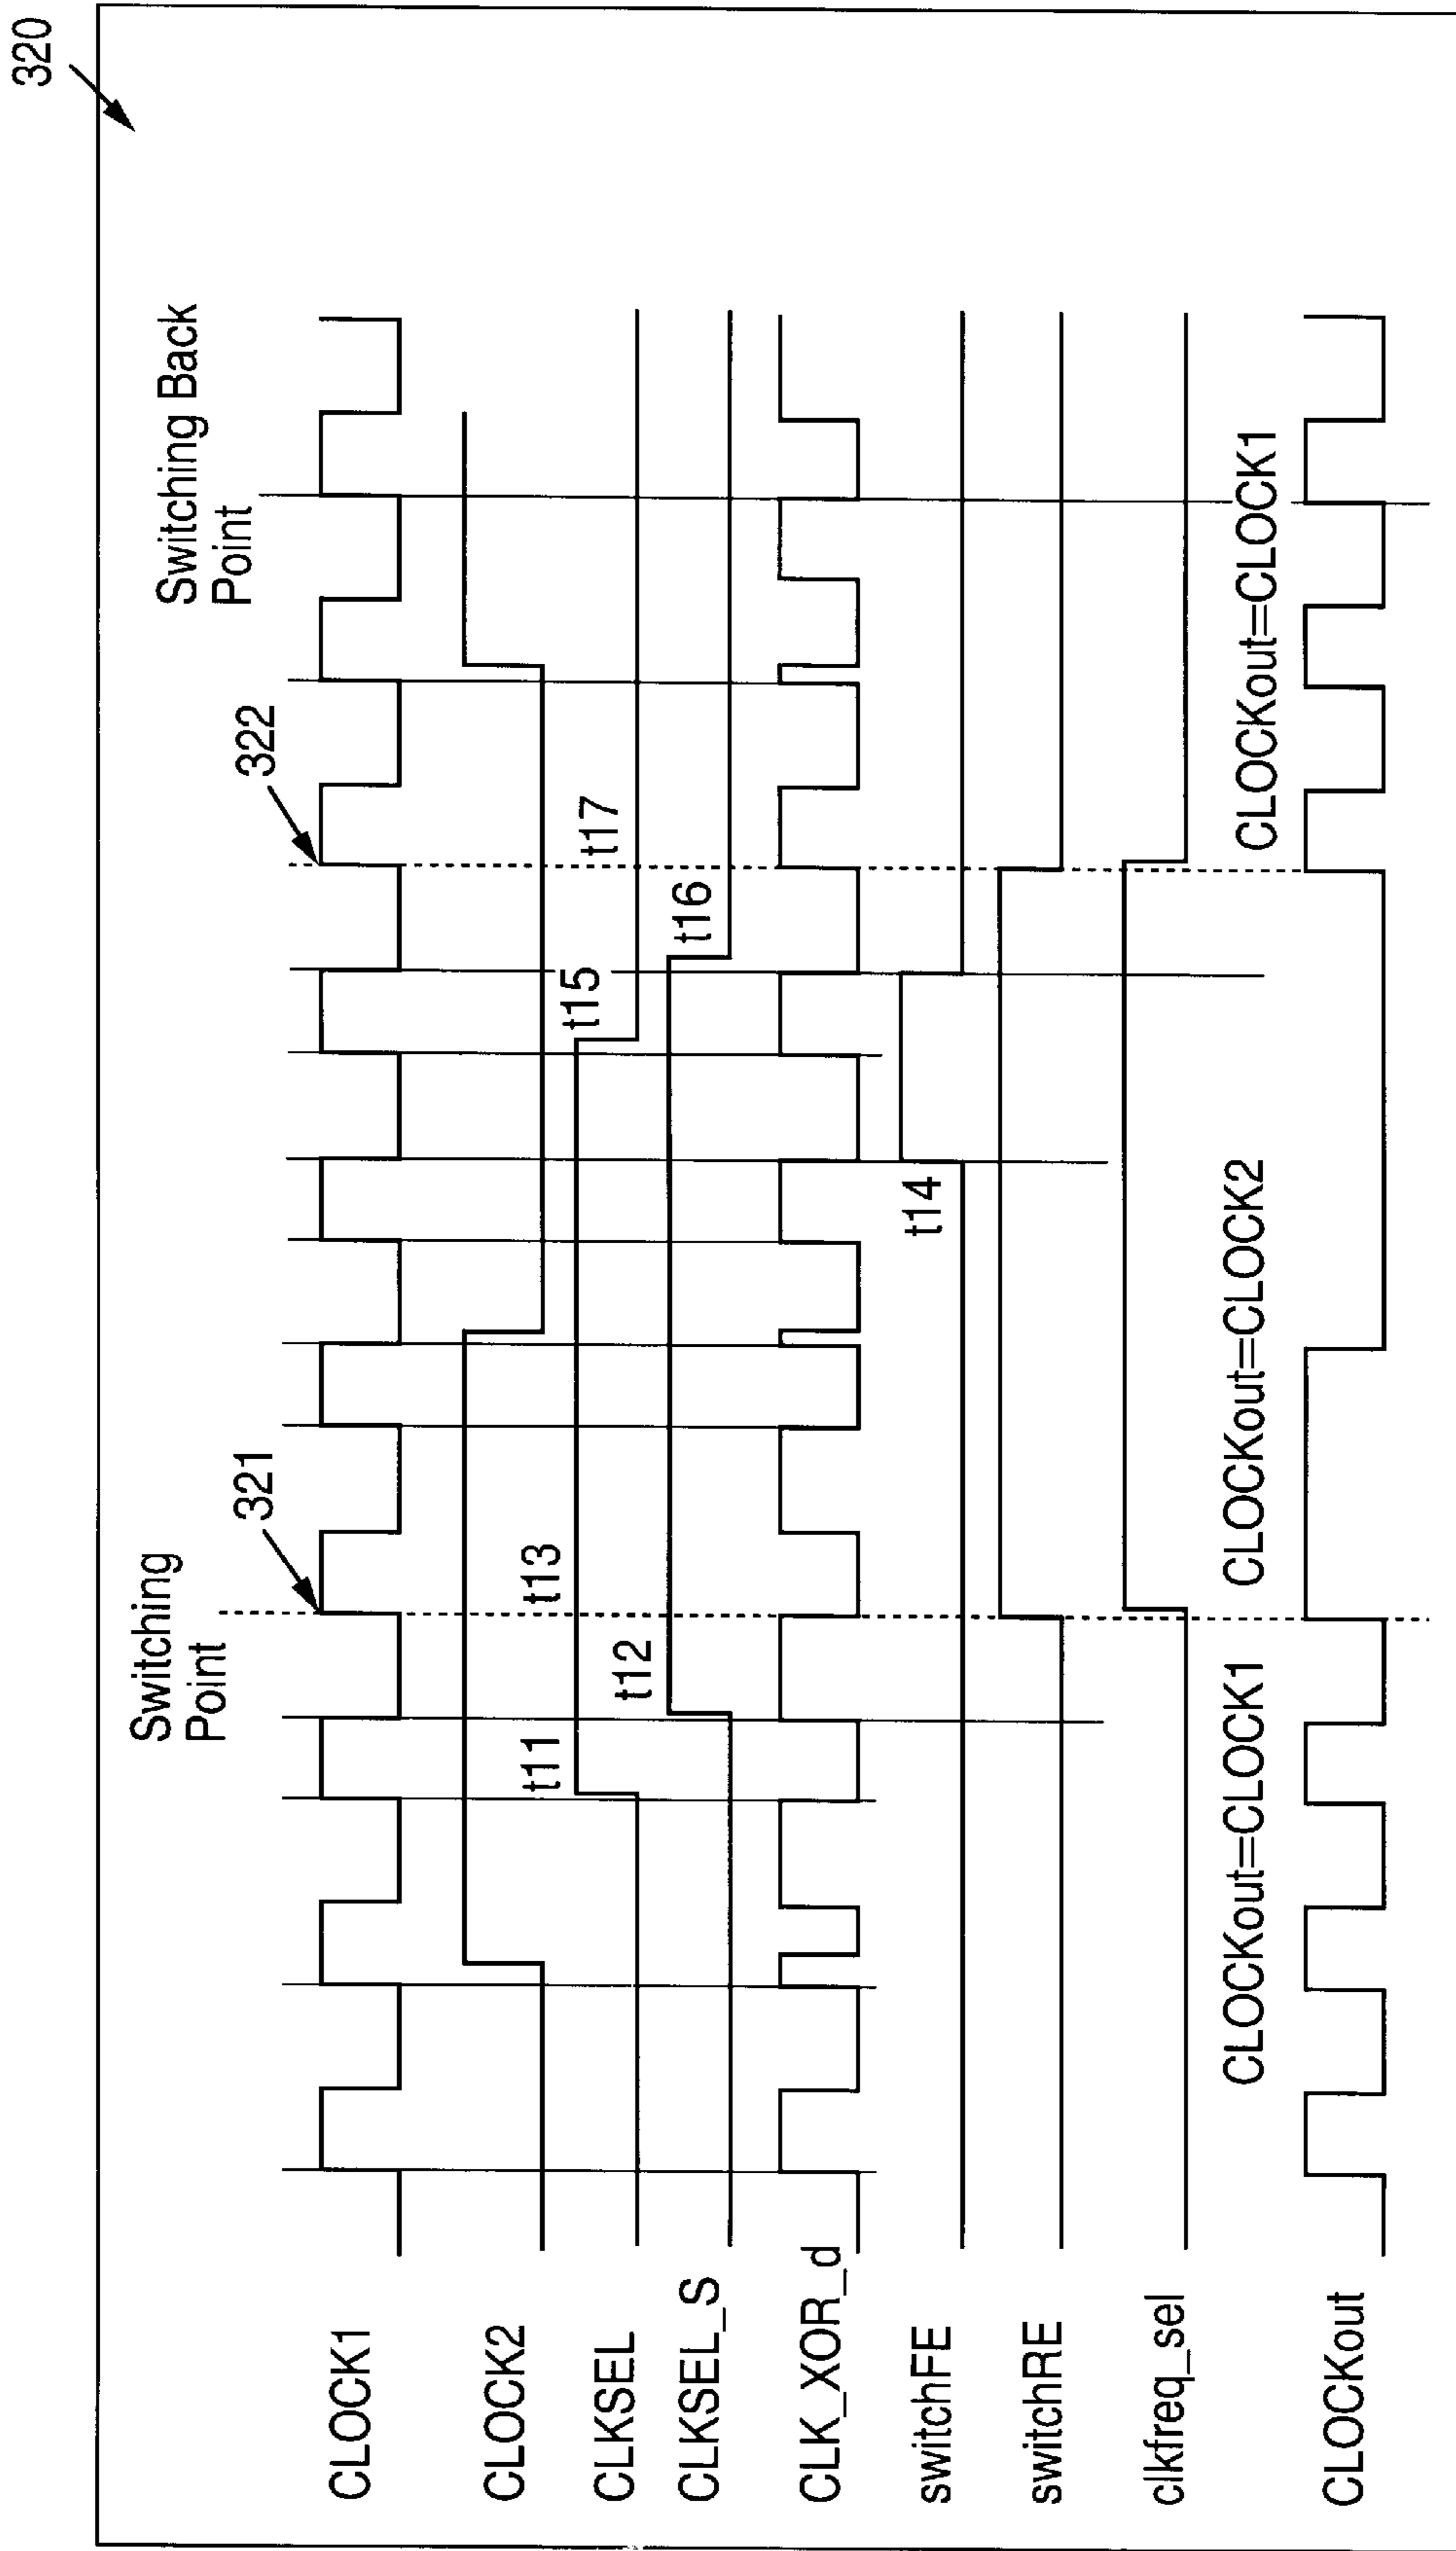 320
Switching
Point
Switching Back
Point
321
322
CLOCK1
CLOCK2
t11
t13
t15
t17
CLKSEL
t12
t16
CLKSEL_S
CLK_XOR_d
t14
switchFE
switchRE
clkfreq_sel
CLOCKout=CLOCK1
CLOCKout=CLOCK2
CLOCKout=CLOCK1
CLOCKout